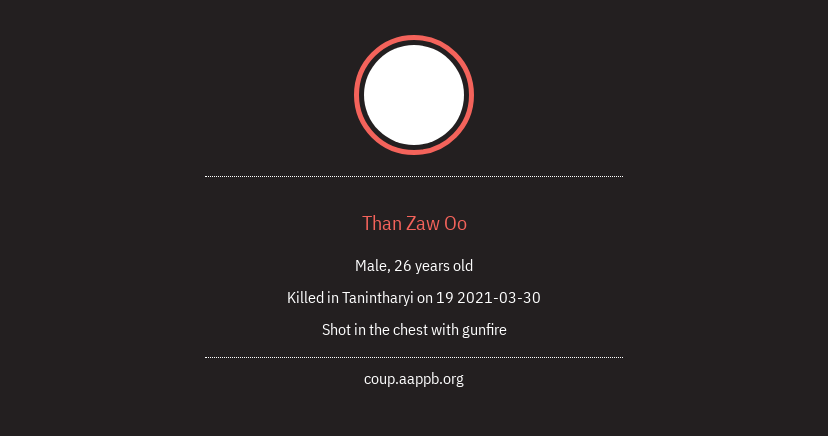 Than Zaw Oo
Male, 26 years old
Killed in Tanintharyi on 19 2021-03-30
Shot in the chest with gunfire
coup.aappb.org